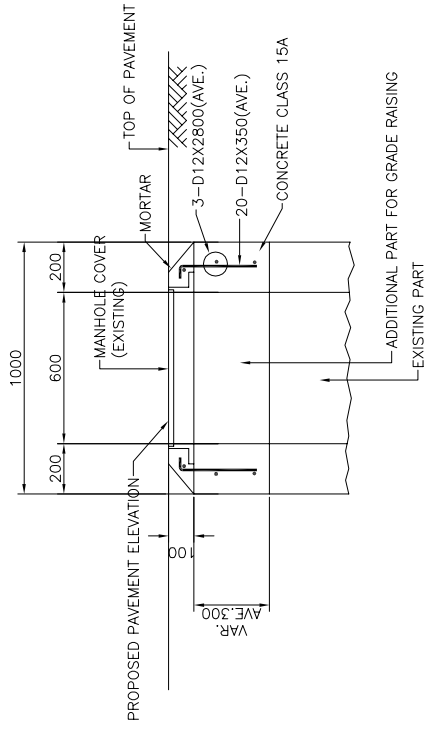 1000
200
600
200
TOP OF PAVEMENT
MORTAR
MANHOLE COVER
(EXISTING)
PROPOSED PAVEMENT ELEVATION
3-D12X2800(AVE.)
20-D12X350(AVE.)
CONCRETE CLASS 15A
100
VAR.
AVE.300
ADDITIONAL PART FOR GRADE RAISING
EXISTING PART